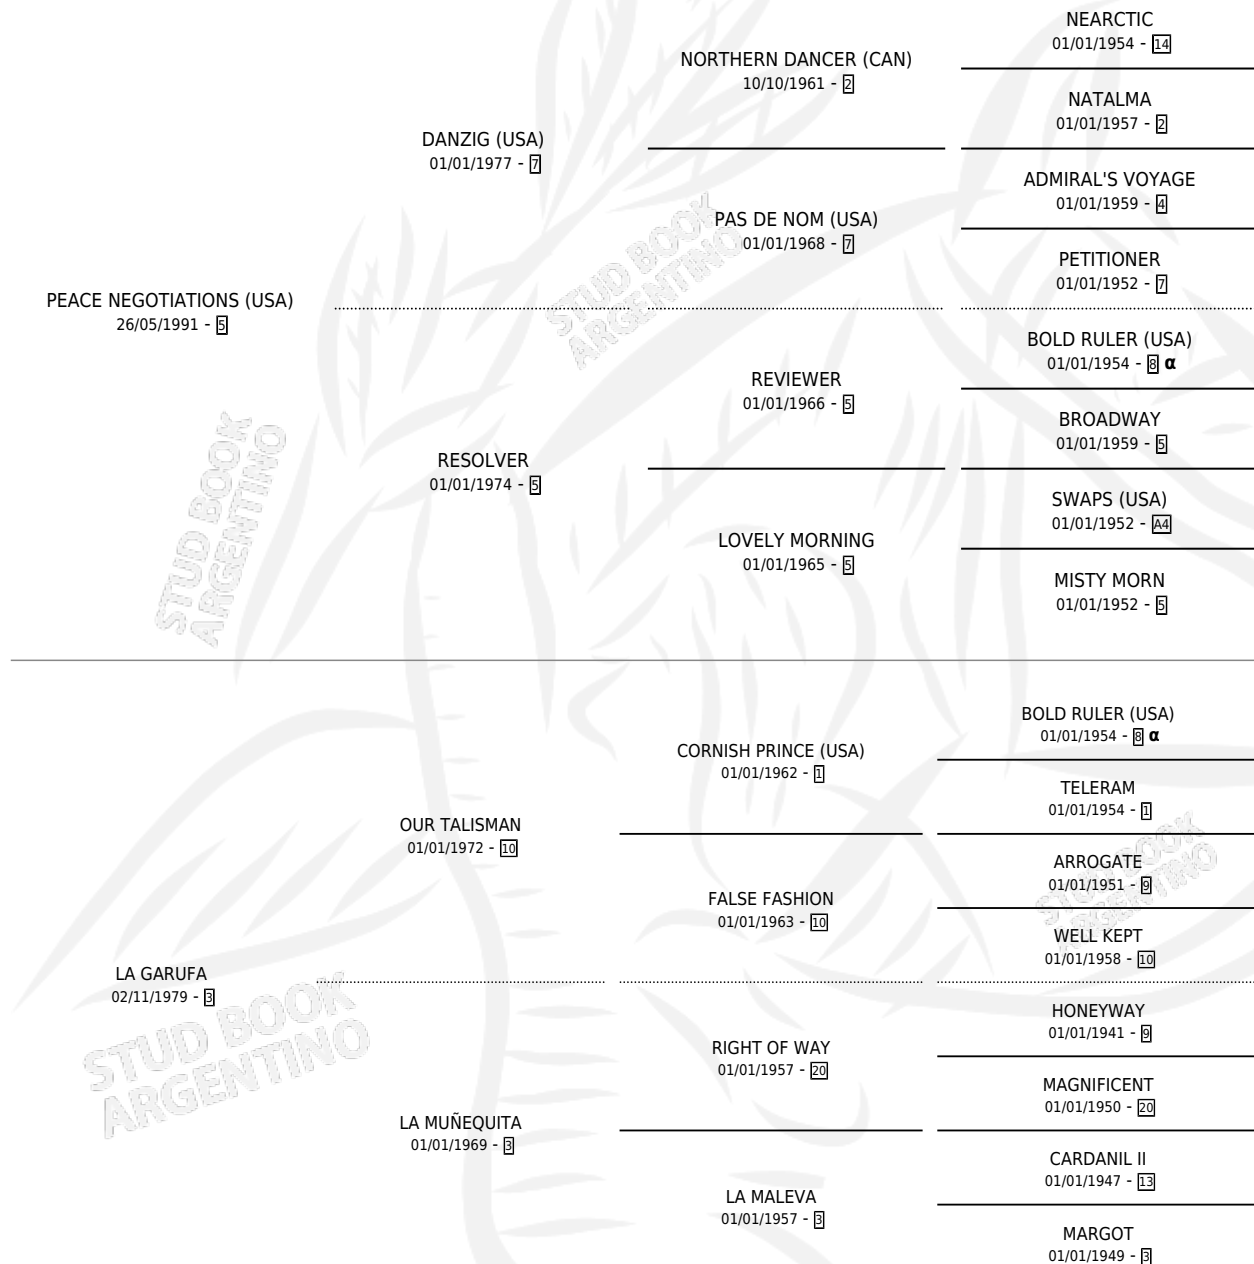 NEARCTIC
01/01/1954 - 14
NORTHERN DANCER (CAN)
10/10/1961 - 2
NATALMA
01/01/1957 - 2
DANZIG (USA)
01/01/1977 - 7
ADMIRAL'S VOYAGE
01/01/1959 - 4
PAS DE NOM (USA)
01/01/1968 - 7
PETITIONER
01/01/1952 - 7
PEACE NEGOTIATIONS (USA)
26/05/1991 - 5
BOLD RULER (USA)
01/01/1954 - 8 α
REVIEWER
01/01/1966 - 5
BROADWAY
01/01/1959 - 5
RESOLVER
01/01/1974 - 5
SWAPS (USA)
01/01/1952 - A4
LOVELY MORNING
01/01/1965 - 5
MISTY MORN
01/01/1952 - 5
BOLD RULER (USA)
01/01/1954 - 8 α
CORNISH PRINCE (USA)
01/01/1962 - 1
TELERAM
01/01/1954 - 1
OUR TALISMAN
01/01/1972 - 10
ARROGATE
01/01/1951 - 9
FALSE FASHION
01/01/1963 - 10
WELL KEPT
01/01/1958 - 10
LA GARUFA
02/11/1979 - 3
HONEYWAY
01/01/1941 - 9
RIGHT OF WAY
01/01/1957 - 20
MAGNIFICENT
01/01/1950 - 20
LA MUÑEQUITA
01/01/1969 - 3
CARDANIL II
01/01/1947 - 13
LA MALEVA
01/01/1957 - 3
MARGOT
01/01/1949 - 3
STUD BOOK
ARGENTINO
STUD BOOK
ARGENTINO
STUD BOOK
ARGENTINO
STUD BOOK
ARGENTINO